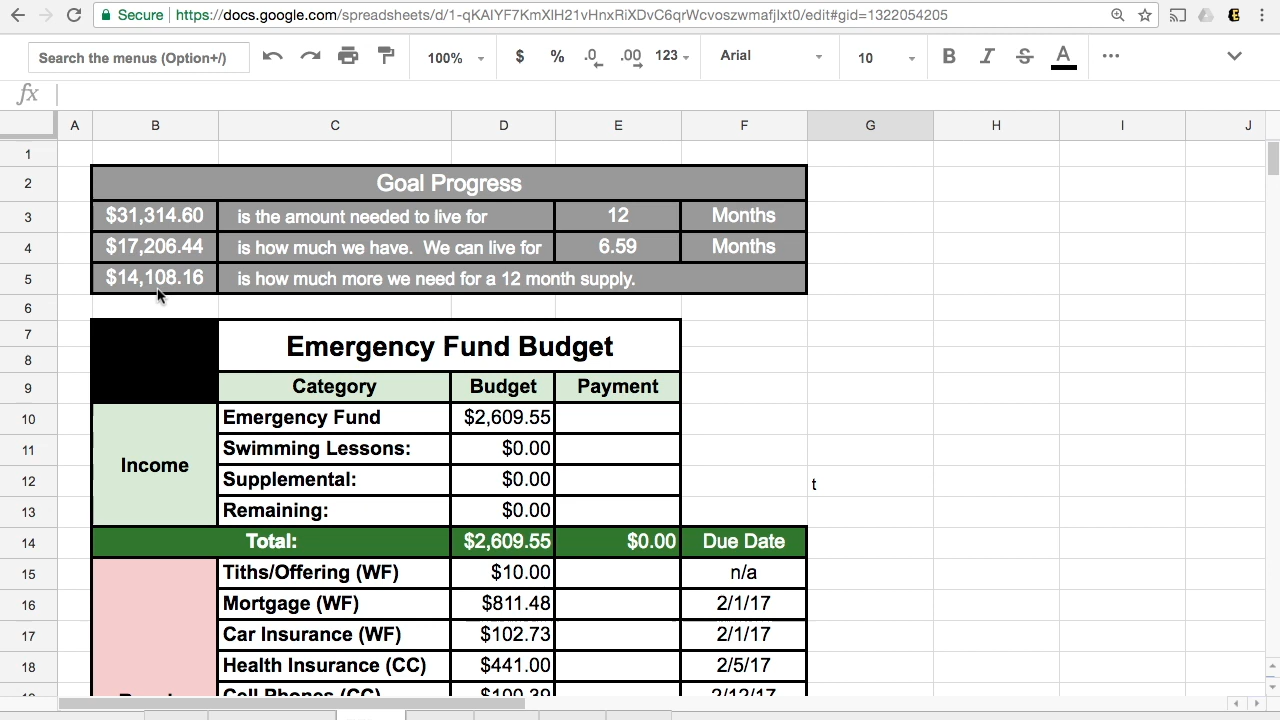 Secure https://docs.google.com/spreadsheets/d/1-qKAIYF7KmXIH21vHnxRiXDvC6qrWcvoszwmafjlxt0/edit#gid=1322054205
Search the menus (Option+/) 100% $ % .0 .00 123 Arial 10 B I S A ...
fx
A B C D E F G H I J
1
2 Goal Progress
3 $31,314.60 is the amount needed to live for 12 Months
4 $17,206.44 is how much we have. We can live for 6.59 Months
5 $14,108.16 is how much more we need for a 12 month supply.
6
7
Emergency Fund Budget
8
9 Category Budget Payment
10 Emergency Fund $2,609.55
11 Swimming Lessons: $0.00
Income
12 Supplemental: $0.00 t
13 Remaining: $0.00
14 Total: $2,609.55 $0.00 Due Date
15 Tiths/Offering (WF) $10.00 n/a
16 Mortgage (WF) $811.48 2/1/17
17 Car Insurance (WF) $102.73 2/1/17
18 Health Insurance (CC) $441.00 2/5/17
Cell Phones (CC) $100.39 2/12/17